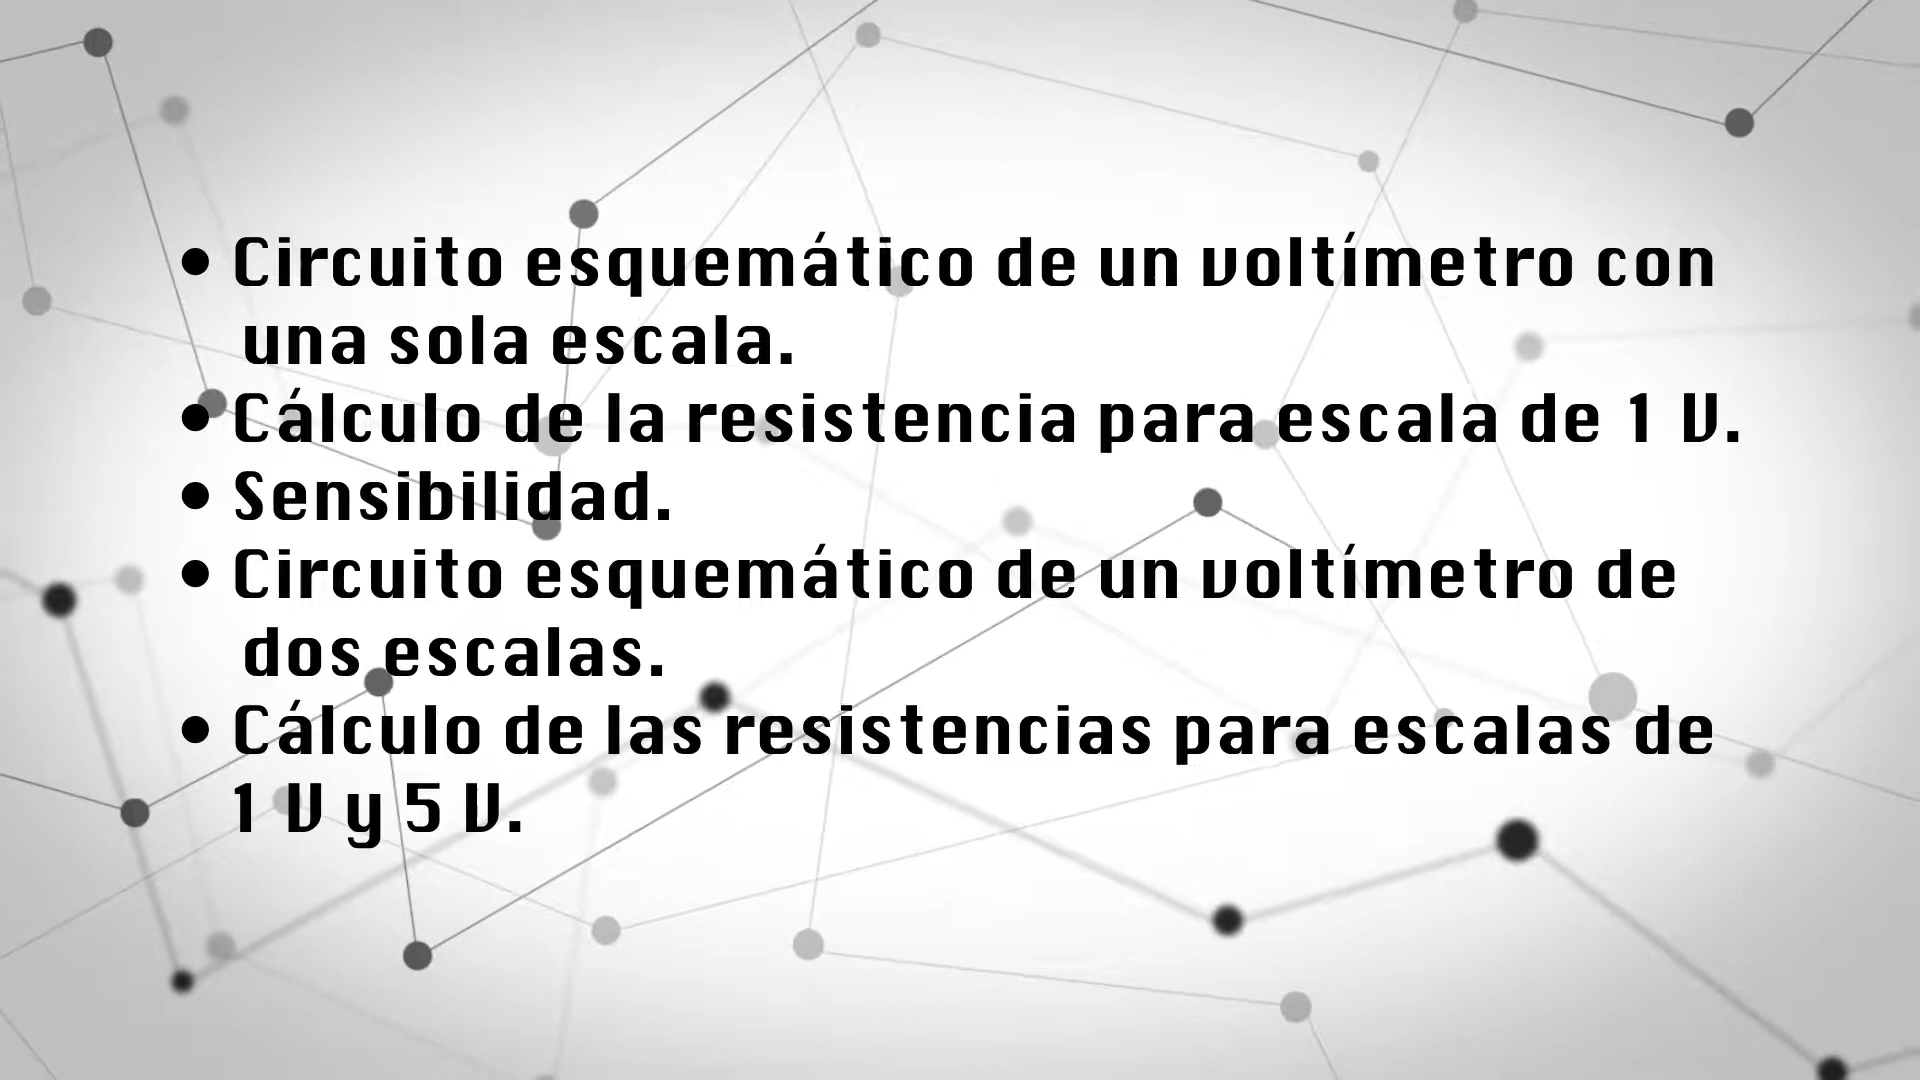 • Circuito esquemático de un voltímetro con
una sola escala.
• Cálculo de la resistencia para escala de 1 V.
• Sensibilidad.
• Circuito esquemático de un voltímetro de
dos escalas.
• Cálculo de las resistencias para escalas de
1 V y 5 V.